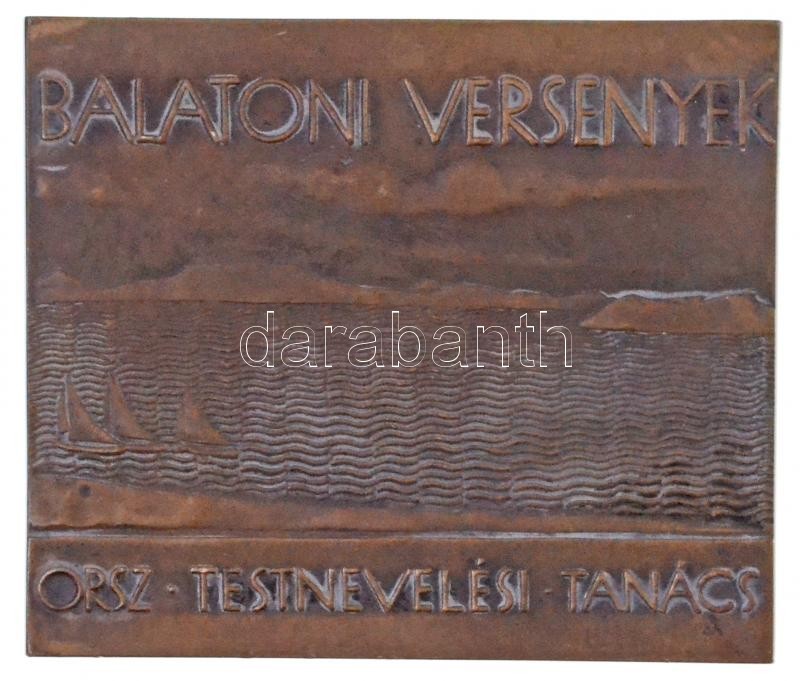 BALATONI VERSENYEK
darabanth
ORSZ · TESTNEVELÉSI · TANÁCS